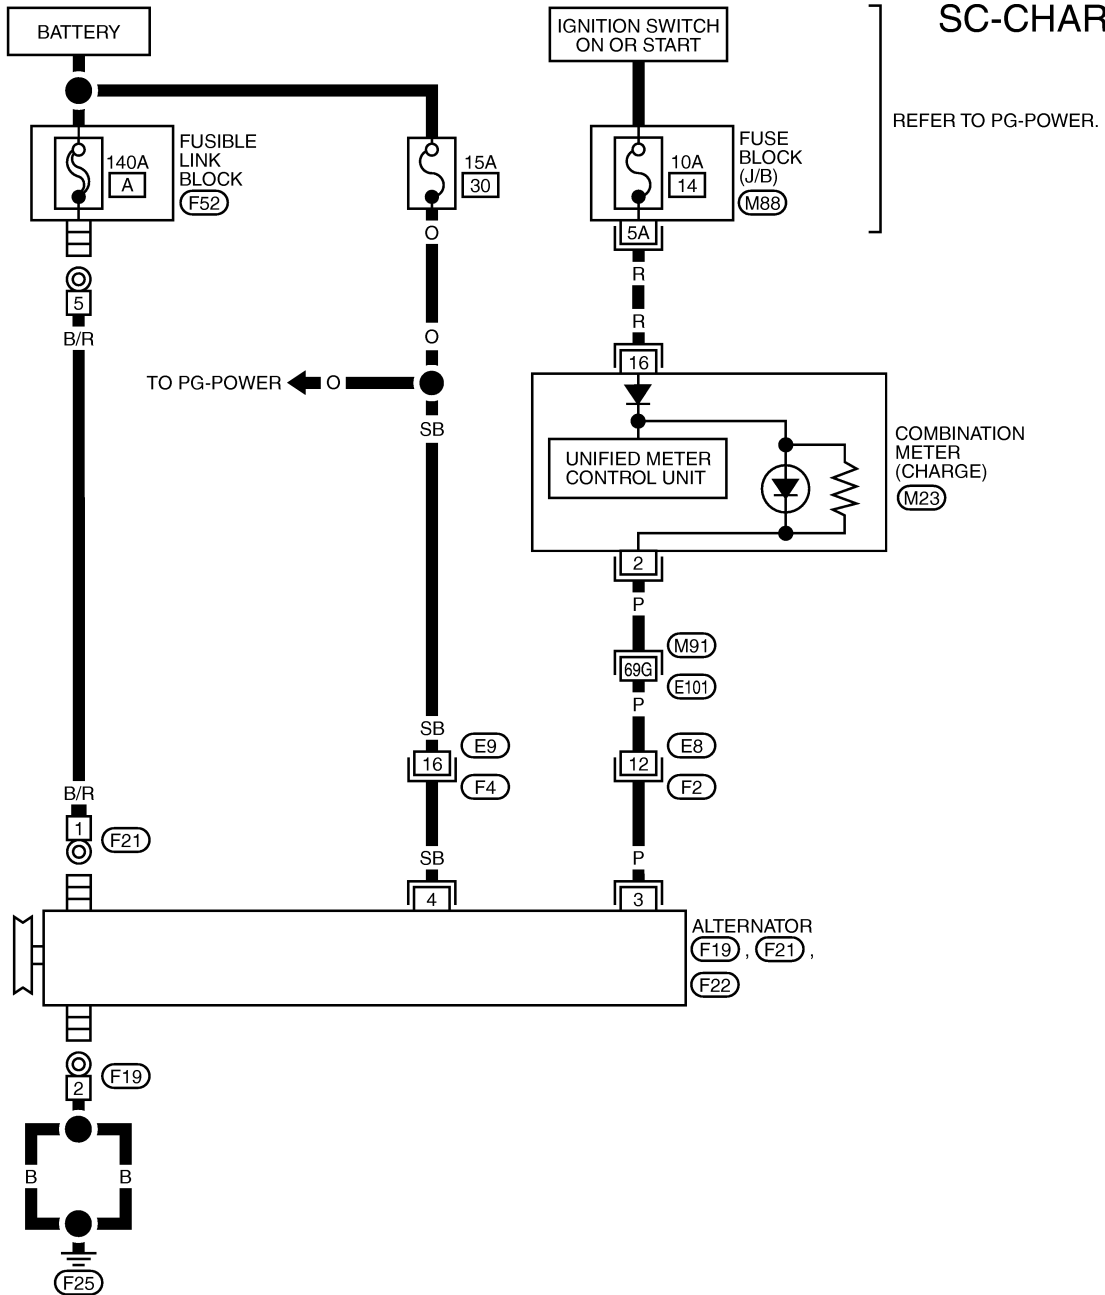 SC-CHAR
BATTERY
IGNITION SWITCH
ON OR START
REFER TO PG-POWER.
FUSIBLE
LINK
BLOCK
F52
140A
A
15A
30
10A
14
FUSE
BLOCK
(J/B)
M88
5A
O
R
5
B/R
O
R
16
TO PG-POWER
O
SB
UNIFIED METER
CONTROL UNIT
COMBINATION
METER
(CHARGE)
M23
2
P
M91
69G
E101
P
SB
16
E9
F4
12
E8
F2
B/R
1
F21
SB
P
4
3
ALTERNATOR
F19 , F21 ,
F22
2
F19
B
B
F25